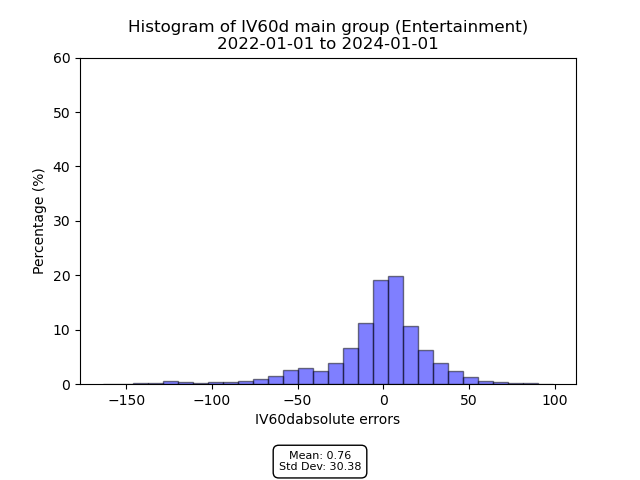 Histogram of IV60d main group (Entertainment)
2022-01-01 to 2024-01-01
60
50
40
30
20
10
0
Percentage (%)
−150
−100
−50
0
50
100
IV60dabsolute errors
Mean: 0.76
Std Dev: 30.38